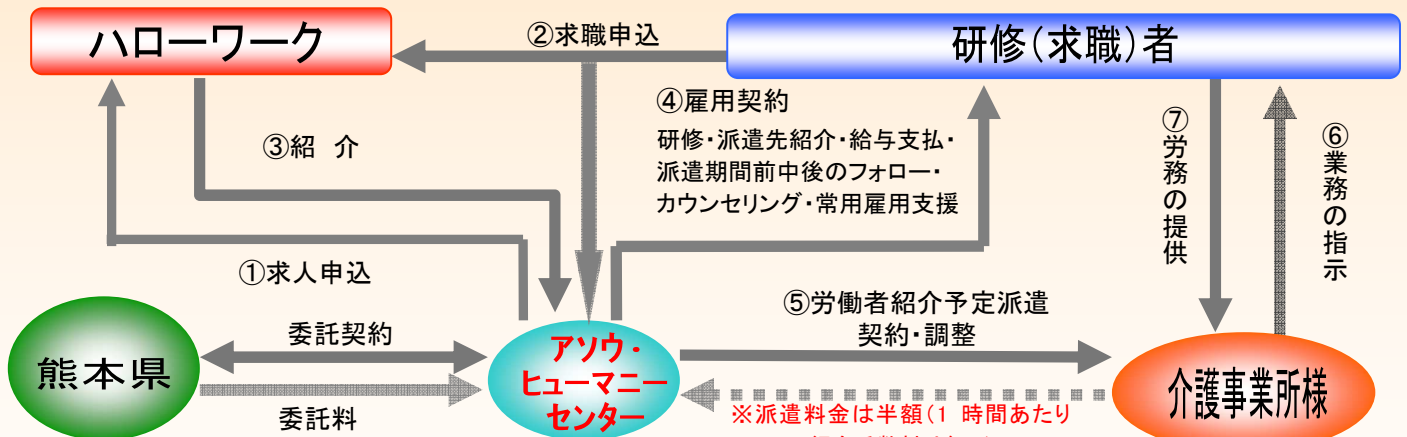 ハローワーク
②求職申込
研修(求職)者
③紹 介
④雇用契約
研修・派遣先紹介・給与支払・
派遣期間前中後のフォロー・
カウンセリング・常用雇用支援
⑦労務の提供
⑥業務の指示
①求人申込
熊本県
委託契約
委託料
アソウ・
ヒューマニー
センター
⑤労働者紹介予定派遣
契約・調整
介護事業所様
※派遣料金は半額(1 時間あたり